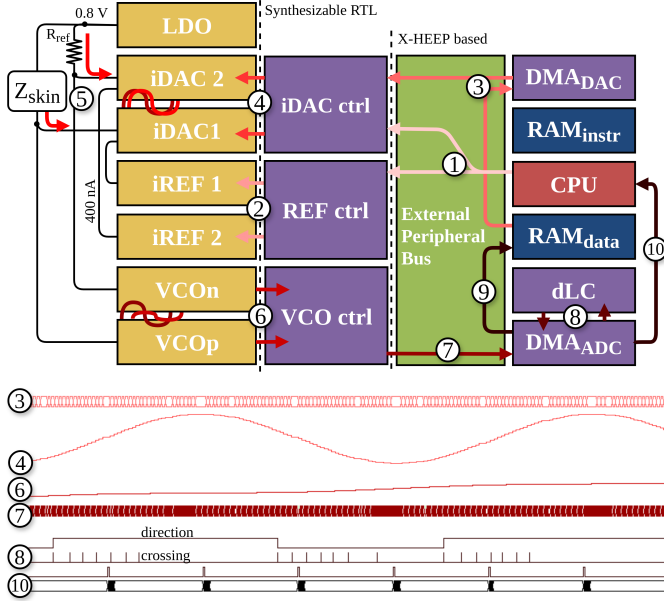 0.8 V
Synthesizable RTL
LDO
Rref
X-HEEP based
iDAC 2
DMADAC
Zskin
3
5
4
iDAC ctrl
iDAC1
RAMinstr
1
iREF 1
CPU
400 nA
2
REF ctrl
External
Peripheral
Bus
iREF 2
RAMdata
10
VCOn
9
dLC
6
VCO ctrl
8
VCOp
7
DMAADC
3
4
6
7
direction
8
crossing
10